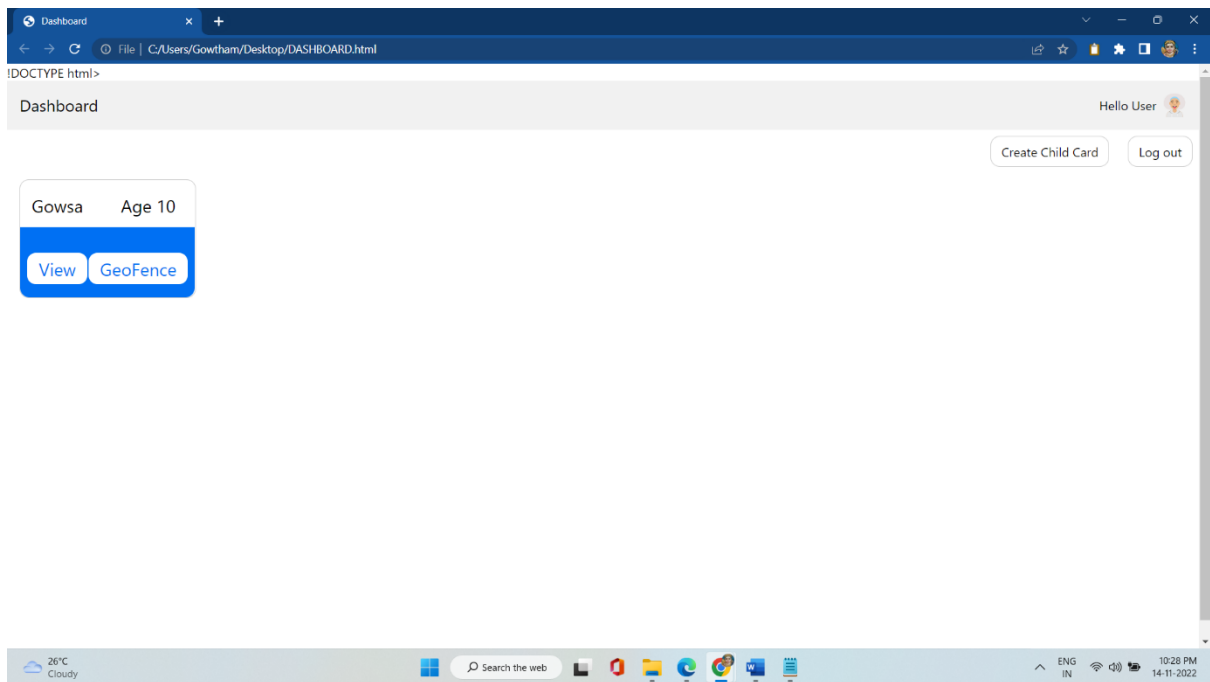 Dashboard
File | C:/Users/Gowtham/Desktop/DASHBOARD.html
!DOCTYPE html>
Dashboard
Hello User
Create Child Card
Log out
Gowsa Age 10
View GeoFence
26°C
Cloudy
Search the web
ENG
IN
10:28 PM
14-11-2022